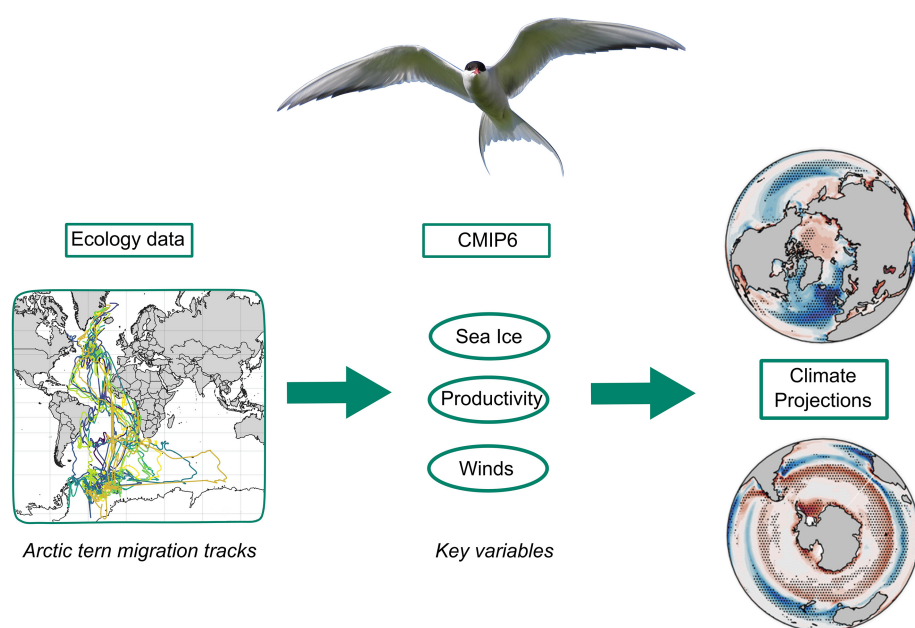 Ecology data
CMIP6
Sea Ice
Productivity
Winds
Climate
Projections
Arctic tern migration tracks
Key variables